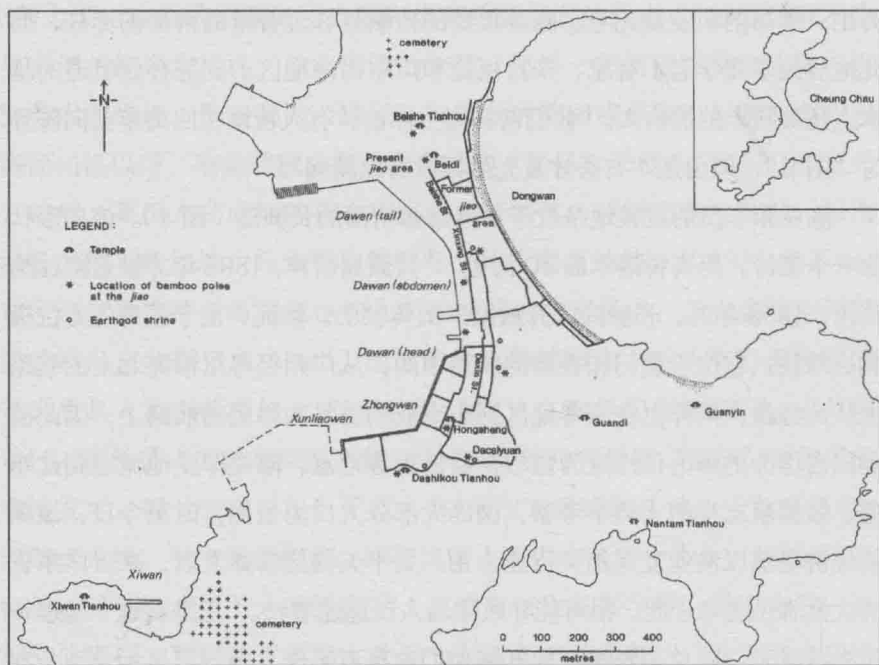 cemetery
N
Cheung Chau
Beishe Tianhou
Present
jiao area
Beidi
Former
jiao
area
Dongwan
LEGEND:
Temple
Location of bamboo poles
at the jiao
Earthgod shrine
Dawan (tail)
Dawan (abdomen)
Dawan (head)
Zhongwan
Xunliaowan
Hongsheng
Dacaiyuan
Dashikou Tianhou
Guandi
Guanyin
Nantam Tianhou
Xiwan
Xiwan Tianhou
cemetery
0 100 200 300 400
metres